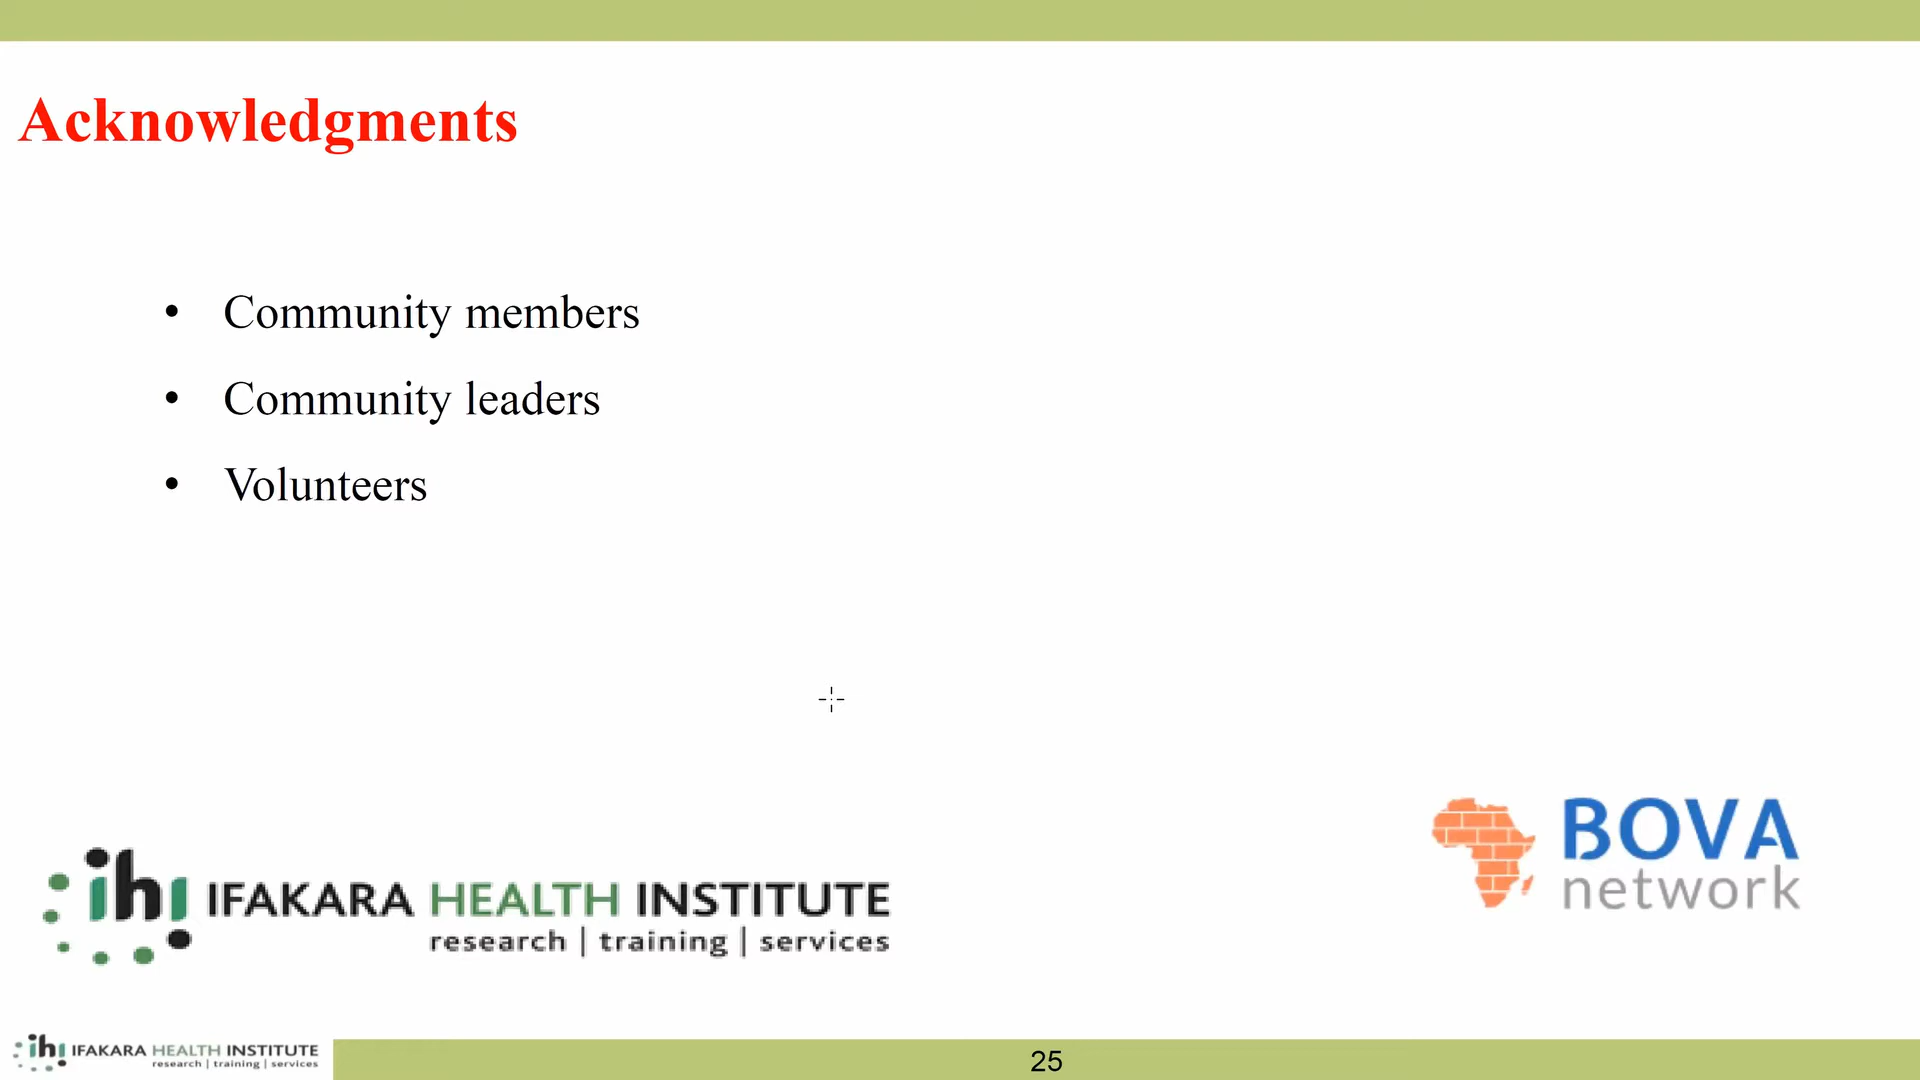 Acknowledgments
• Community members
• Community leaders
• Volunteers
BOVA
network
ihi IFAKARA HEALTH INSTITUTE
research | training | services
ihi IFAKARA HEALTH INSTITUTE
research | training | services
25